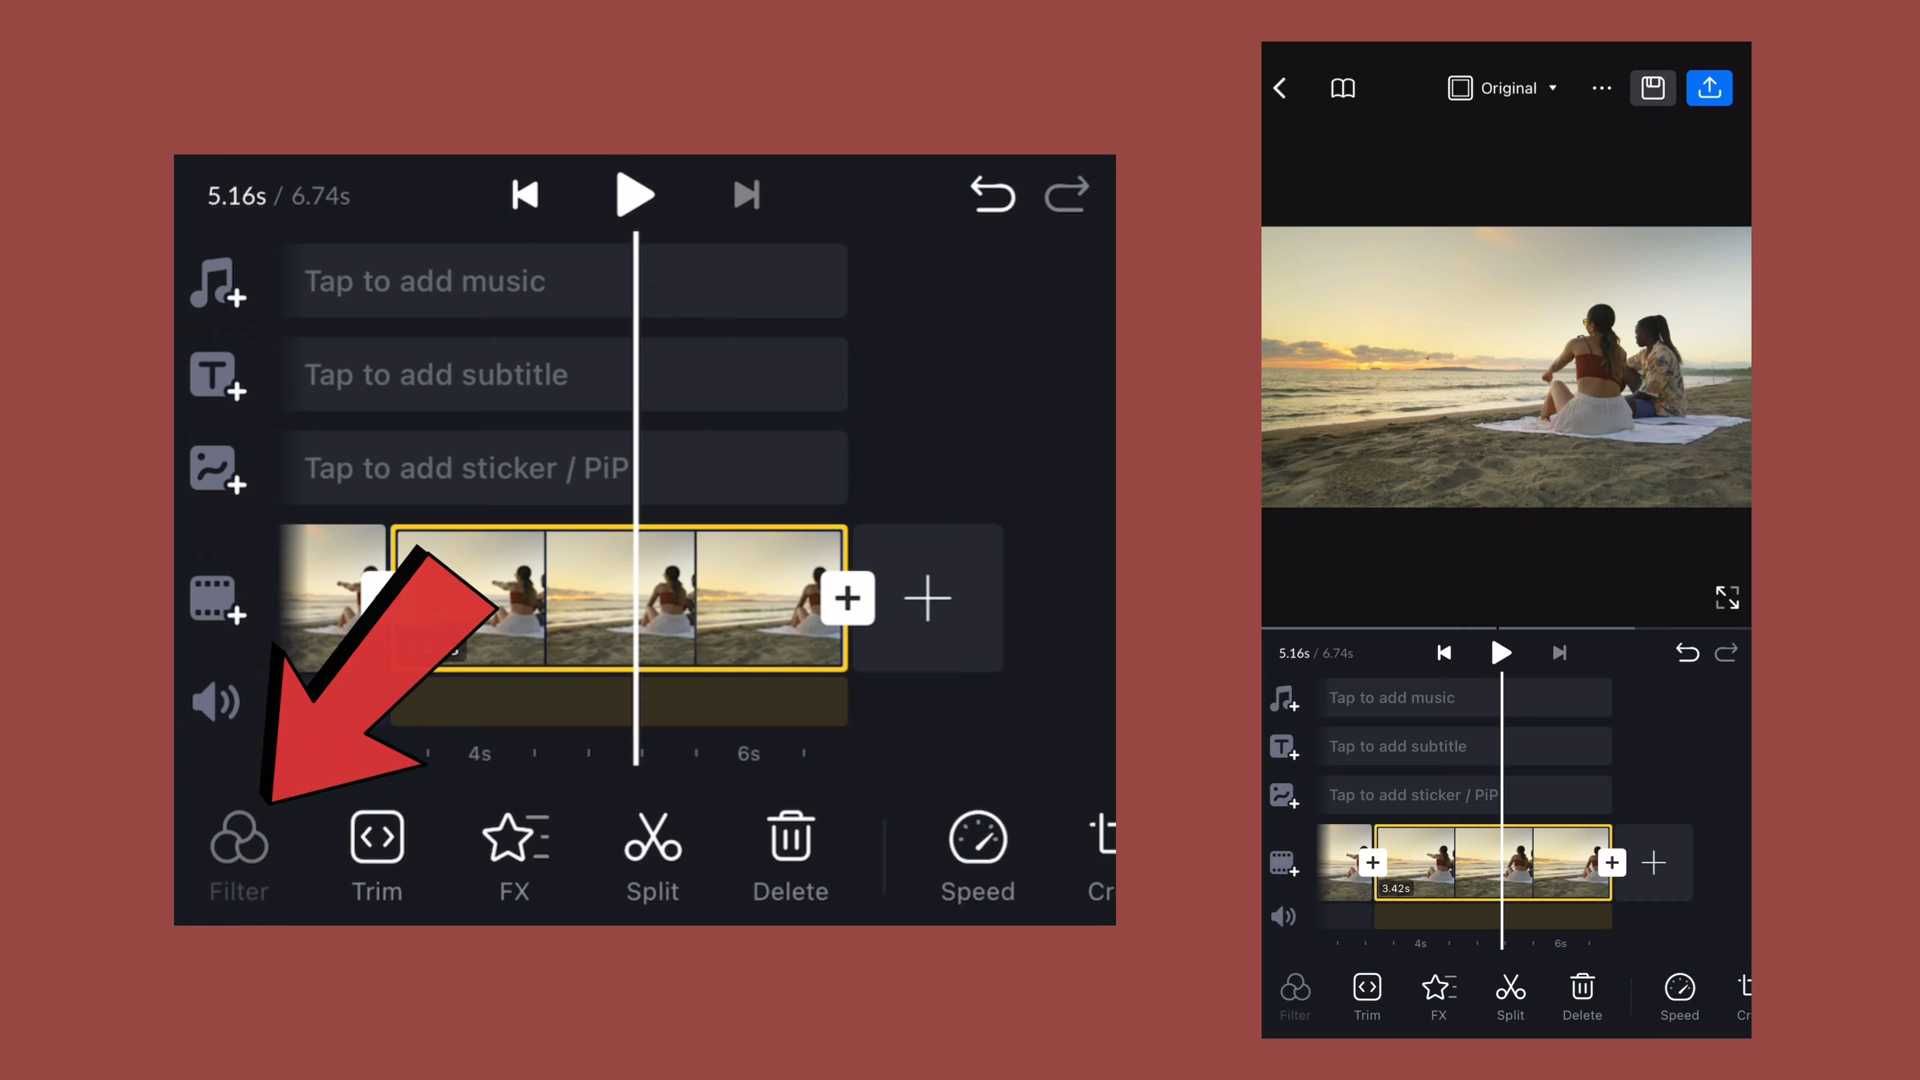 5.16s / 6.74s
Tap to add music
Tap to add subtitle
Tap to add sticker / PiP
4s 6s
Filter Trim FX Split Delete Speed Cr
Original
5.16s / 6.74s
Tap to add music
Tap to add subtitle
Tap to add sticker / PiP
3.42s
4s 6s
Filter Trim FX Split Delete Speed Cr